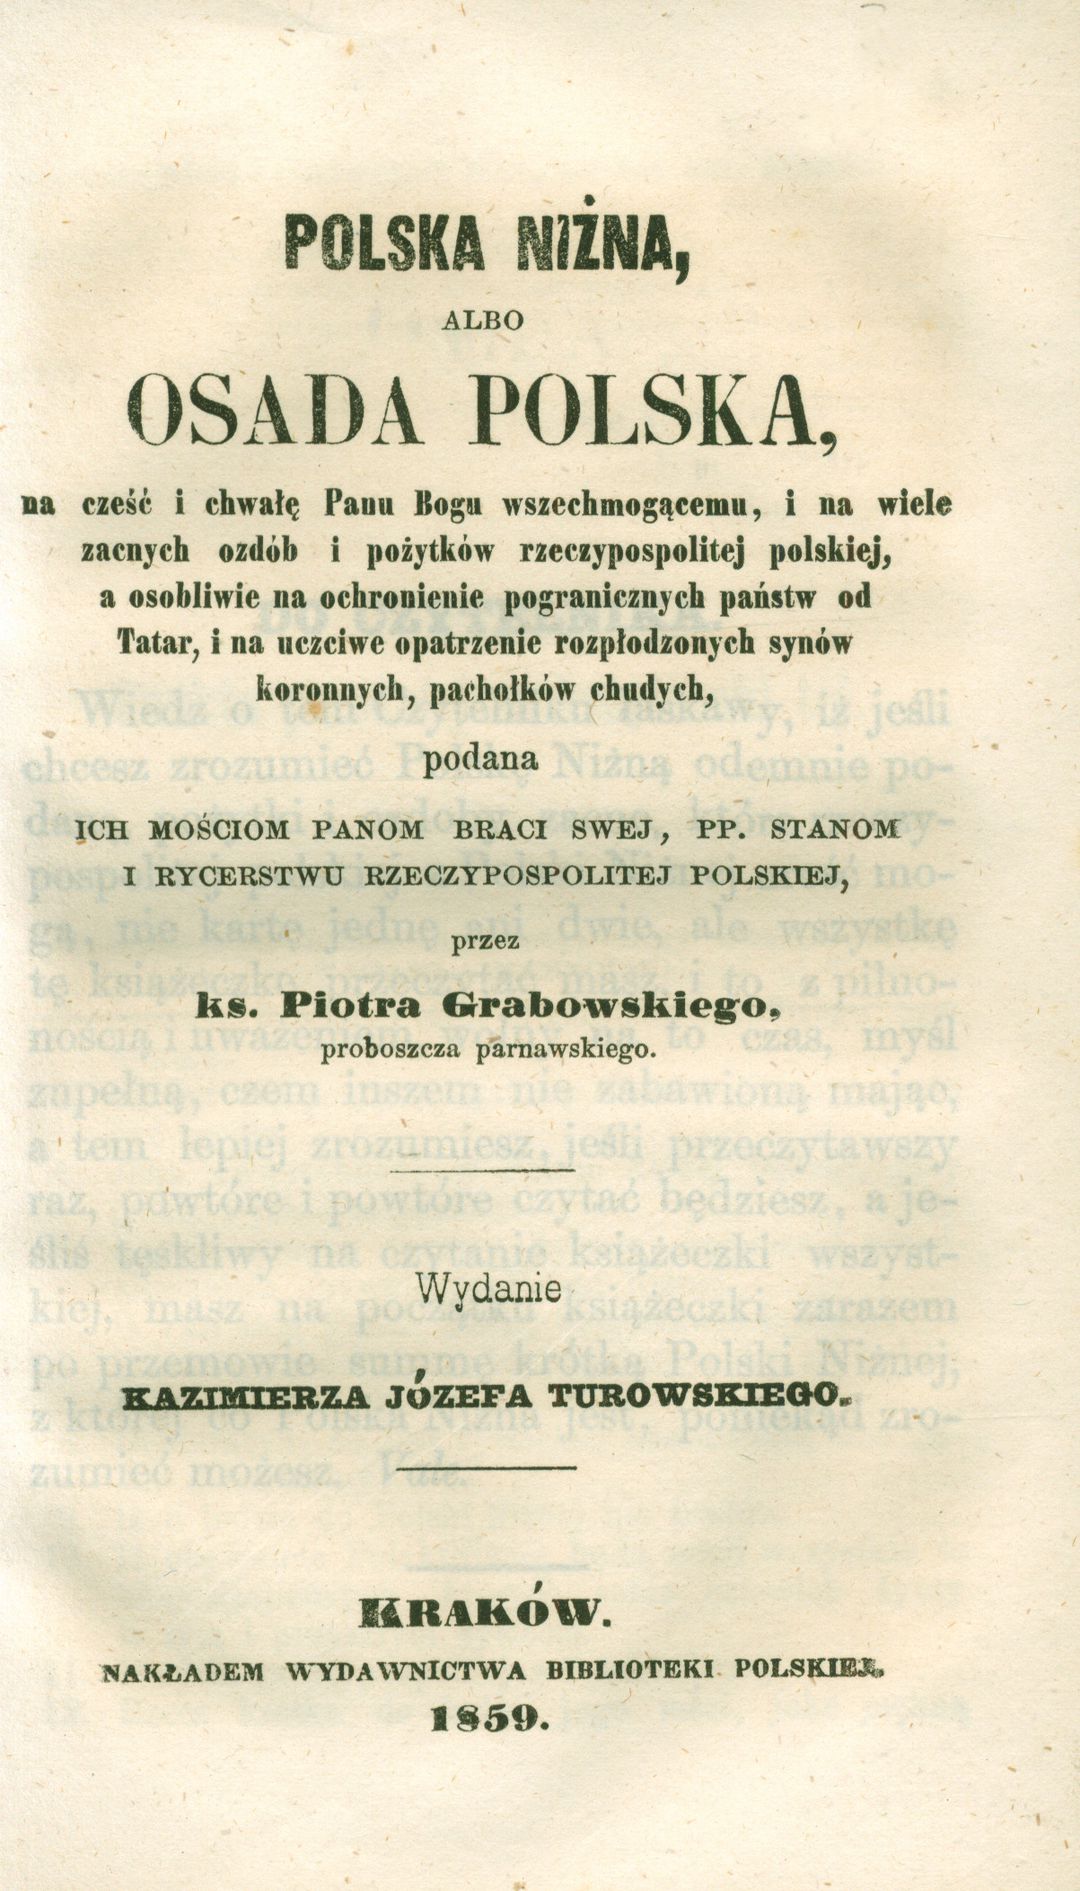 POLSKA NIŻNA,
ALBO
OSADA POLSKA,
na cześć i chwałę Panu Bogu wszechmogącemu, i na wiele
zacnych ozdób i pożytków rzeczypospolitej polskiej,
a osobliwie na ochronienie pogranicznych państw od
Tatar, i na uczciwe opatrzenie rozpłodzonych synów
koronnych, pachołków chudych,
podana
ICH MOŚCIOM PANOM BRACI SWEJ, PP. STANOM
I RYCERSTWU RZECZYPOSPOLITEJ POLSKIEJ,
przez
ks. Piotra Grabowskiego,
proboszcza parnawskiego.
Wydanie
KAZIMIERZA JÓZEFA TUROWSKIEGO.
KRAKÓW.
NAKŁADEM WYDAWNICTWA BIBLIOTEKI POLSKIEJ.
1859.